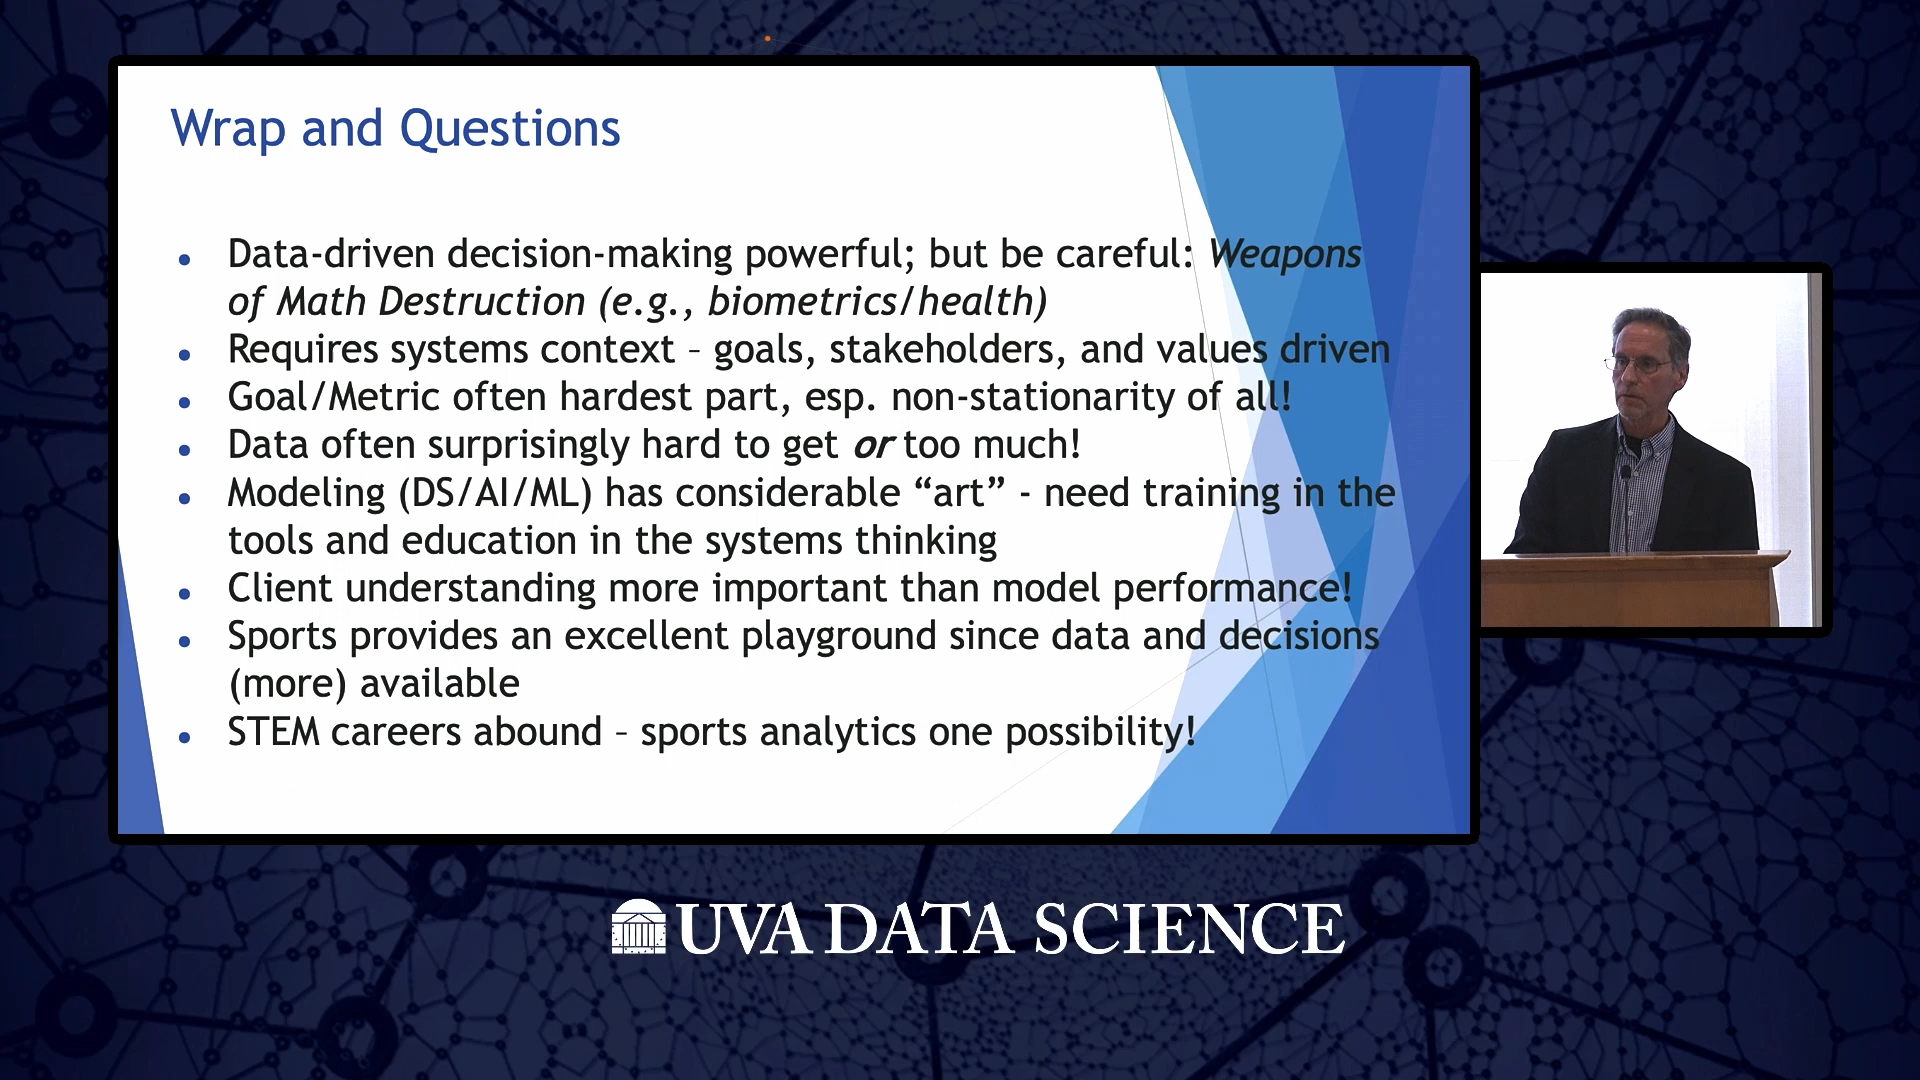 Wrap and Questions
• Data-driven decision-making powerful; but be careful: Weapons
of Math Destruction (e.g., biometrics/health)
• Requires systems context – goals, stakeholders, and values driven
• Goal/Metric often hardest part, esp. non-stationarity of all!
• Data often surprisingly hard to get or too much!
• Modeling (DS/AI/ML) has considerable “art” - need training in the
tools and education in the systems thinking
• Client understanding more important than model performance!
• Sports provides an excellent playground since data and decisions
(more) available
• STEM careers abound – sports analytics one possibility!
UVA DATA SCIENCE